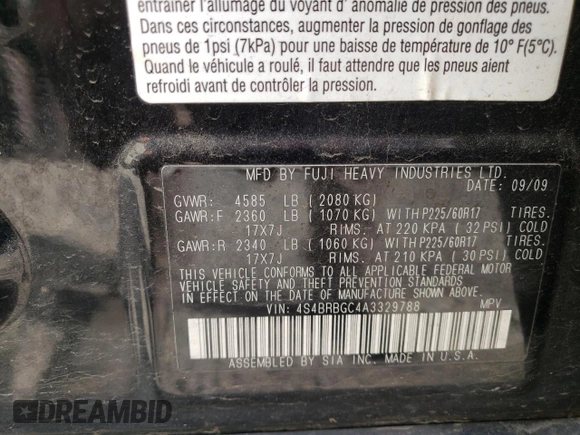 entraîner l'allumage du voyant d' anomalie de pression des pneus.
Dans ces circonstances, augmenter la pression de gonflage des
pneus de 1psi (7kPa) pour une baisse de température de 10° F(5°C).
Quand le véhicule a roulé, il faut attendre que les pneus aient
refroidi avant de contrôler la pression.
MFD BY FUJI HEAVY INDUSTRIES LTD.
DATE: 09/09
GVWR: 4585 LB ( 2080 KG)
GAWR:F 2360 LB ( 1070 KG) WITH P225/60R17 TIRES.
17X7J RIMS. AT 220 KPA ( 32 PSI) COLD
GAWR:R 2340 LB ( 1060 KG) WITH P225/60R17 TIRES.
17X7J RIMS. AT 210 KPA ( 30 PSI) COLD
THIS VEHICLE CONFORMS TO ALL APPLICABLE FEDERAL MOTOR
VEHICLE SAFETY AND THEFT PREVENTION STANDARDS
IN EFFECT ON THE DATE OF MANUFACTURE SHOWN ABOVE.
VIN: 4S4BRBGC4A3329788 MPV
ASSEMBLED BY SIA INC. MADE IN U.S.A.
DREAMBID